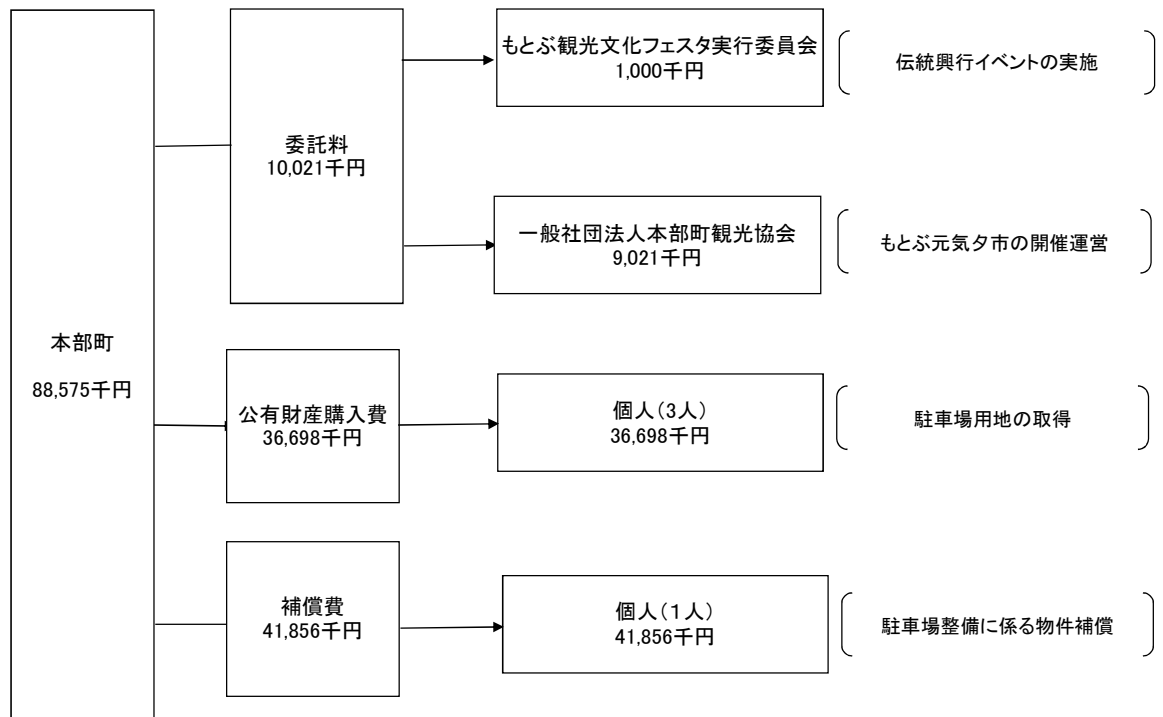 本部町
88,575千円
委託料
10,021千円
もとぶ観光文化フェスタ実行委員会
1,000千円
伝統興行イベントの実施
一般社団法人本部町観光協会
9,021千円
もとぶ元気夕市の開催運営
公有財産購入費
36,698千円
個人(3人)
36,698千円
駐車場用地の取得
補償費
41,856千円
個人(1人)
41,856千円
駐車場整備に係る物件補償